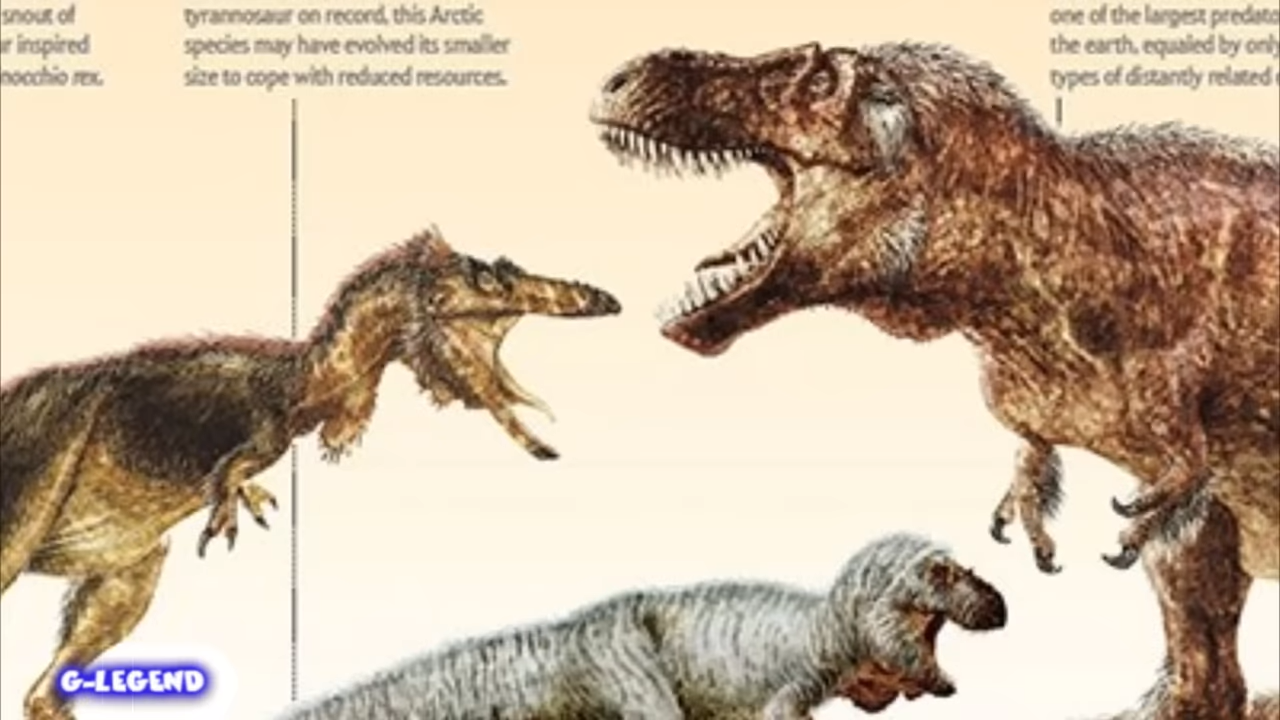 snout of
r inspired
nocchio rex.
tyrannosaur on record, this Arctic
species may have evolved its smaller
size to cope with reduced resources.
one of the largest predato
the earth, equaled by only
types of distantly related
G-LEGEND